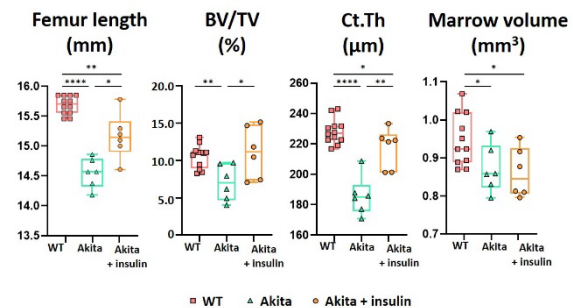 Femur length
(mm)
**
**** *
16.0
15.5
15.0
14.5
14.0
13.5
WT Akita Akita
+ insulin
BV/TV
(%)
** *
20.0
15.0
10.0
5.0
0
WT Akita Akita
+ insulin
Ct.Th
(µm)
*
**** **
260
240
220
200
180
160
WT Akita Akita
+ insulin
Marrow volume
(mm³)
*
*
1.1
1.0
0.9
0.8
0.7
WT Akita Akita
+ insulin
WT Akita Akita + insulin